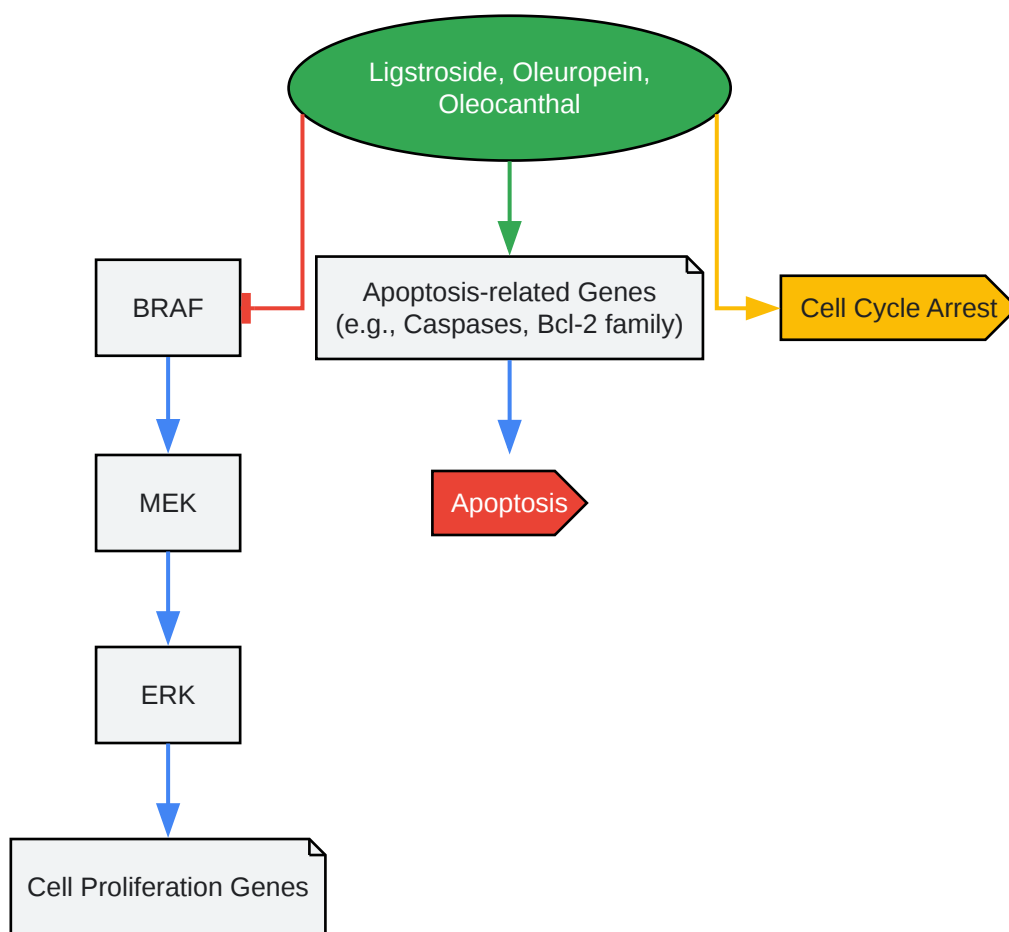 Ligstroside, Oleuropein,
Oleocanthal
BRAF
Apoptosis-related Genes
(e.g., Caspases, Bcl-2 family)
Cell Cycle Arrest
MEK
Apoptosis
ERK
Cell Proliferation Genes